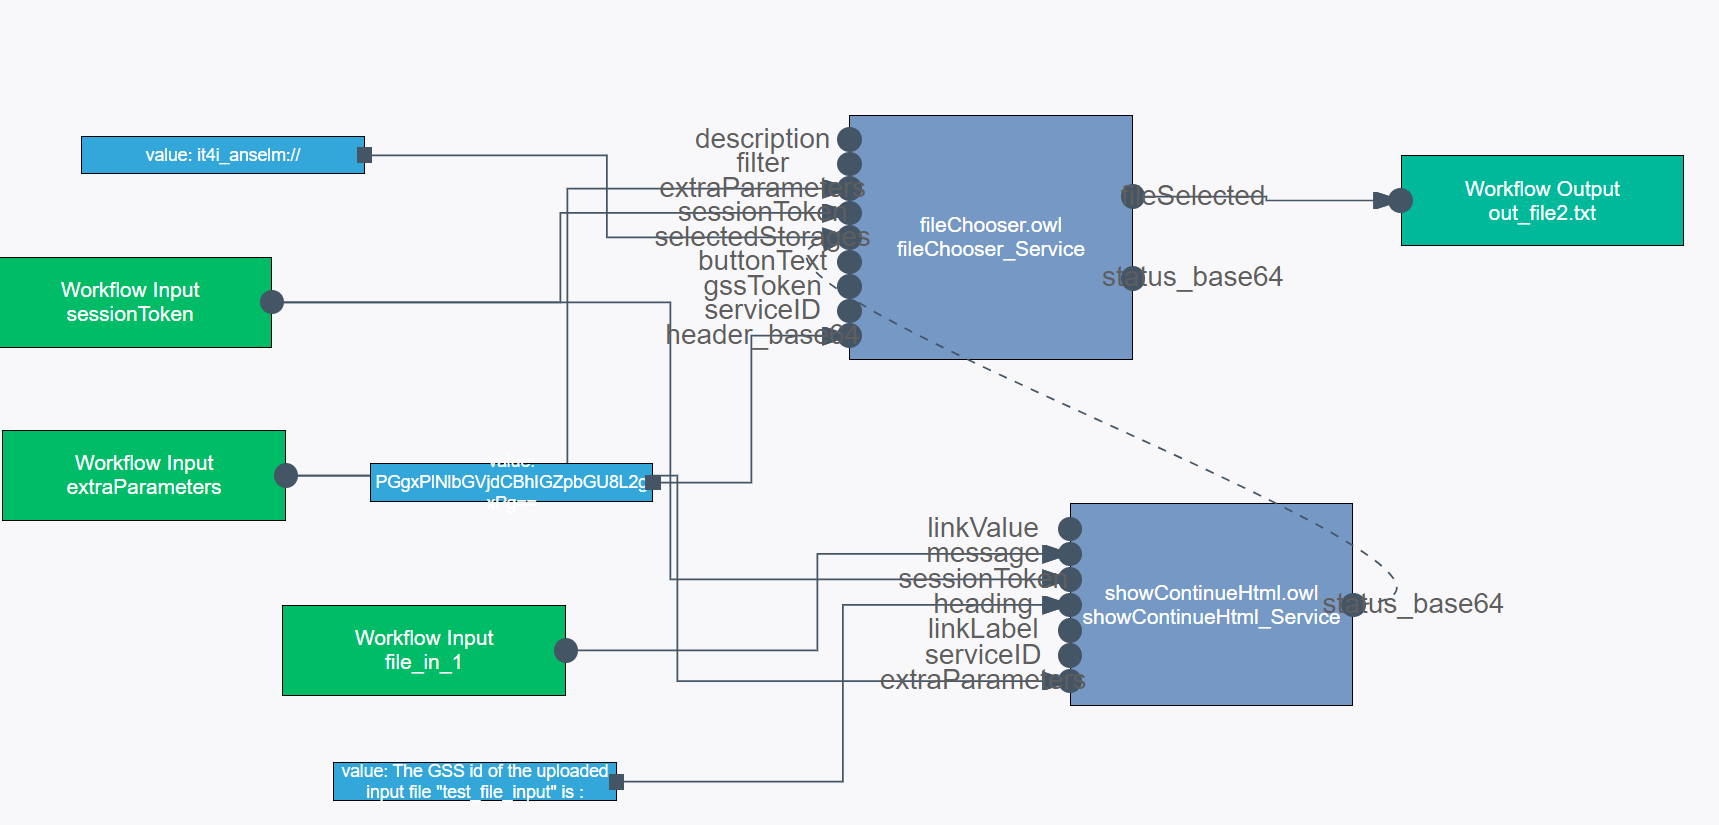 value: it4i_anselm://
Workflow Input
sessionToken
Workflow Input
extraParameters
value:
PGgxPlNlbGVjdCBhIGZpbGU8L2g
xPg==
Workflow Input
file_in_1
value: The GSS id of the uploaded
input file "test_file_input" is :
description
filter
extraParameters
sessionToken
selectedStorages
buttonText
gssToken
serviceID
header_base64
fileChooser.owl
fileChooser_Service
fileSelected
status_base64
Workflow Output
out_file2.txt
linkValue
message
sessionToken
heading
linkLabel
serviceID
extraParameters
showContinueHtml.owl
showContinueHtml_Service
status_base64